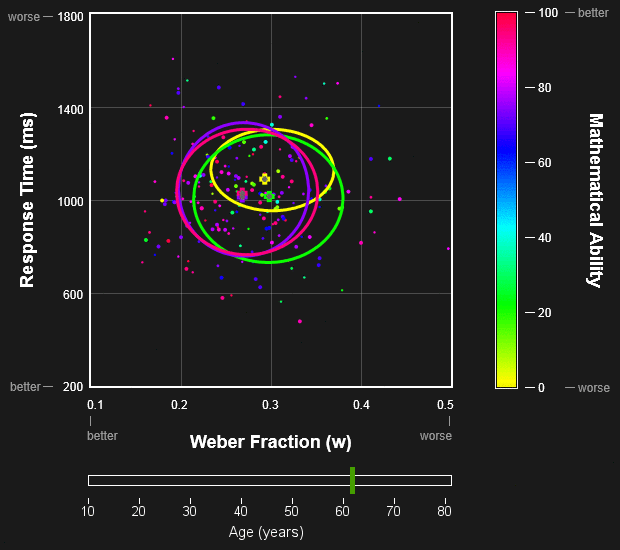 worse
1800
100
better
80
1400
Response Time (ms)
Mathematical Ability
60
1000
40
600
20
better
200
0
worse
0.1
0.2
0.3
0.4
0.5
better
worse
Weber Fraction (w)
10
20
30
40
50
60
70
80
Age (years)